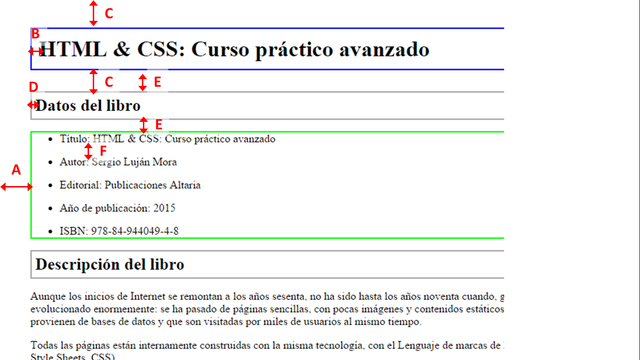 C
B
HTML & CSS: Curso práctico avanzado
C E
D
Datos del libro
E
• Título: HTML & CSS: Curso práctico avanzado
F
• Autor: Sergio Luján Mora
A
• Editorial: Publicaciones Altaria
• Año de publicación: 2015
• ISBN: 978-84-944049-4-8
Descripción del libro
Aunque los inicios de Internet se remontan a los años sesenta, no ha sido hasta los años noventa cuando, g
evolucionado enormemente: se ha pasado de páginas sencillas, con pocas imágenes y contenidos estáticos
provienen de bases de datos y que son visitadas por miles de usuarios al mismo tiempo.
Todas las páginas están internamente construidas con la misma tecnología, con el Lenguaje de marcas de
Style Sheets, CSS).